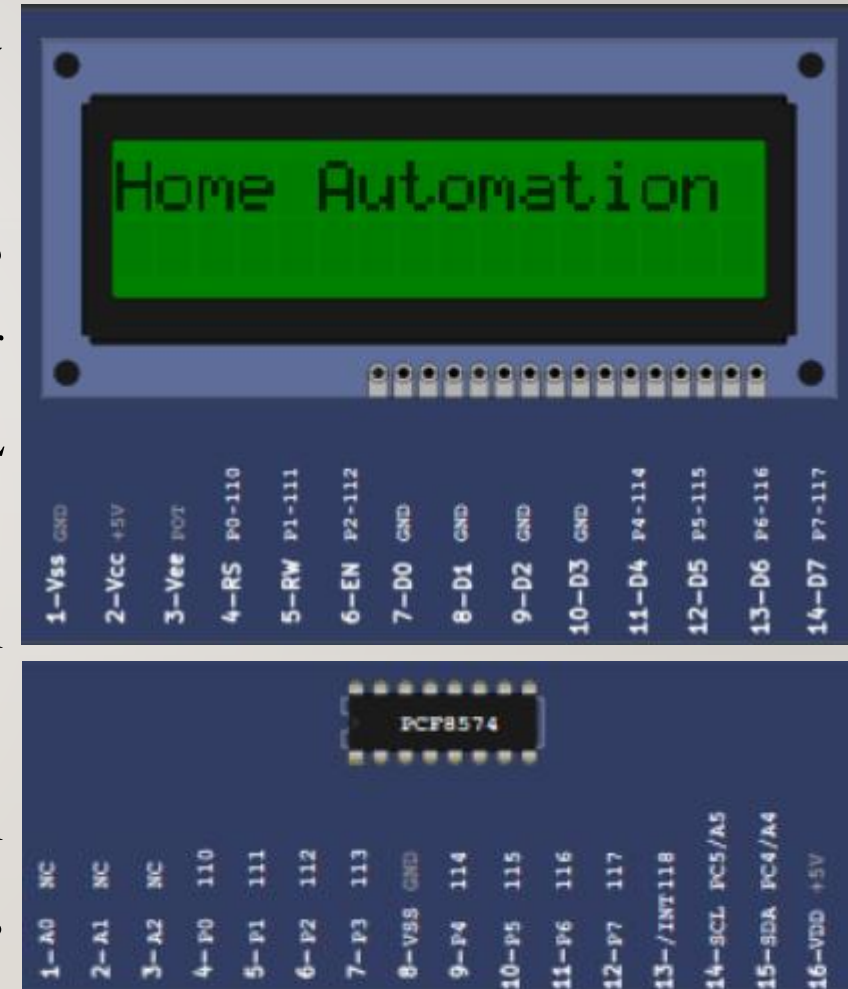 Home Automation
1-Vss GND
2-Vcc +5V
3-Vee POT
4-RS P0-110
5-RW P1-111
6-EN P2-112
7-D0 GND
8-D1 GND
9-D2 GND
10-D3 GND
11-D4 P4-114
12-D5 P5-115
13-D6 P6-116
14-D7 P7-117
PCF8574
1-A0 NC
2-A1 NC
3-A2 NC
4-P0 110
5-P1 111
6-P2 112
7-P3 113
8-VSS GND
9-P4 114
10-P5 115
11-P6 116
12-P7 117
13-/INT118
14-SCL PC5/A5
15-SDA PC4/A4
16-VDD +5V